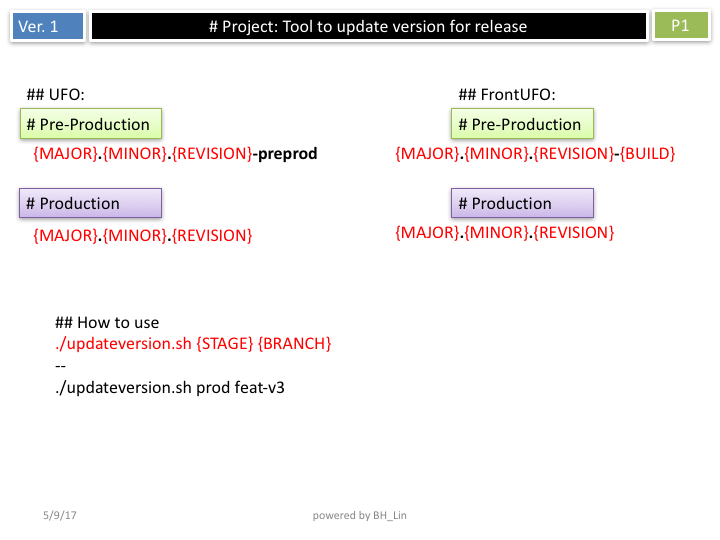 Ver. 1
# Project: Tool to update version for release
P1
## UFO:
# Pre-Production
{MAJOR}.{MINOR}.{REVISION}-preprod
# Production
{MAJOR}.{MINOR}.{REVISION}
## FrontUFO:
# Pre-Production
{MAJOR}.{MINOR}.{REVISION}-{BUILD}
# Production
{MAJOR}.{MINOR}.{REVISION}
## How to use
./updateversion.sh {STAGE} {BRANCH}
--
./updateversion.sh prod feat-v3
5/9/17
powered by BH_Lin